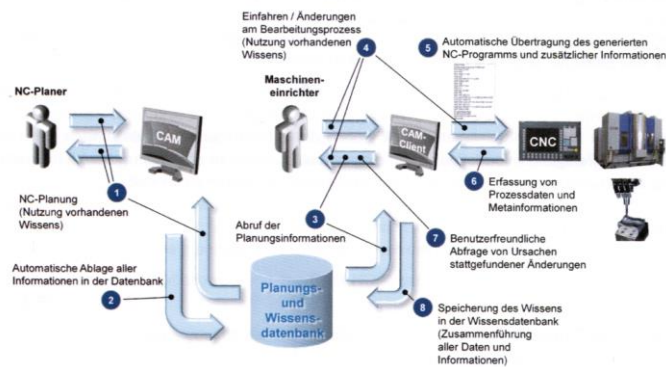 Einfahren / Änderungen
am Bearbeitungsprozess
(Nutzung vorhandenen
Wissens)
4
5
Automatische Übertragung des generierten
NC-Programms und zusätzlicher Informationen
NC-Planer
Maschinen-
einrichter
CAM
CAM-
Client
CNC
1
NC-Planung
(Nutzung vorhandenen
Wissens)
3
Abruf der
Planungsinformationen
6
Erfassung von
Prozessdaten und
Metainformationen
7
Benutzerfreundliche
Abfrage von Ursachen
stattgefundener Änderungen
Automatische Ablage aller
Informationen in der Datenbank
2
Planungs-
und
Wissens-
datenbank
8
Speicherung des Wissens
in der Wissensdatenbank
(Zusammenführung
aller Daten und
Informationen)